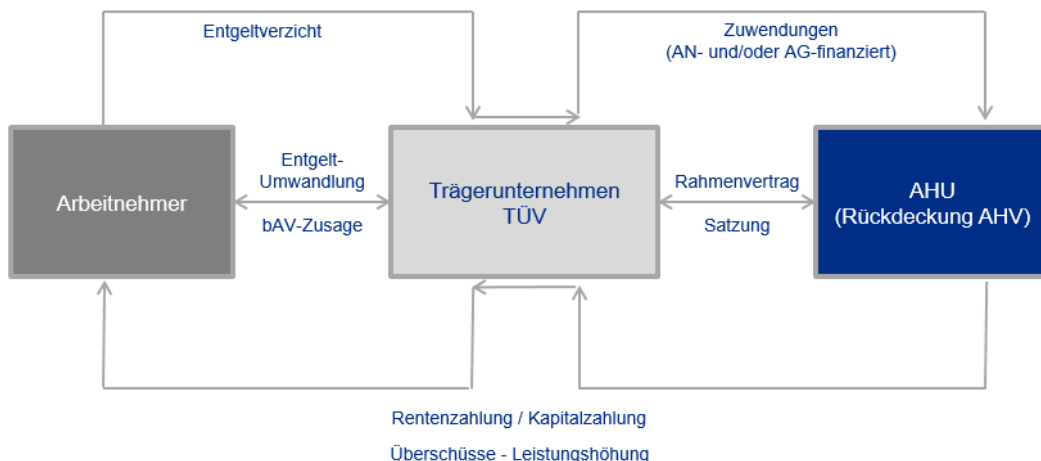 Entgeltverzicht
Zuwendungen
(AN- und/oder AG-finanziert)
Arbeitnehmer
Entgelt-
Umwandlung
bAV-Zusage
Trägerunternehmen
TÜV
Rahmenvertrag
Satzung
AHU
(Rückdeckung AHV)
Rentenzahlung / Kapitalzahlung
Überschüsse - Leistungshöhung